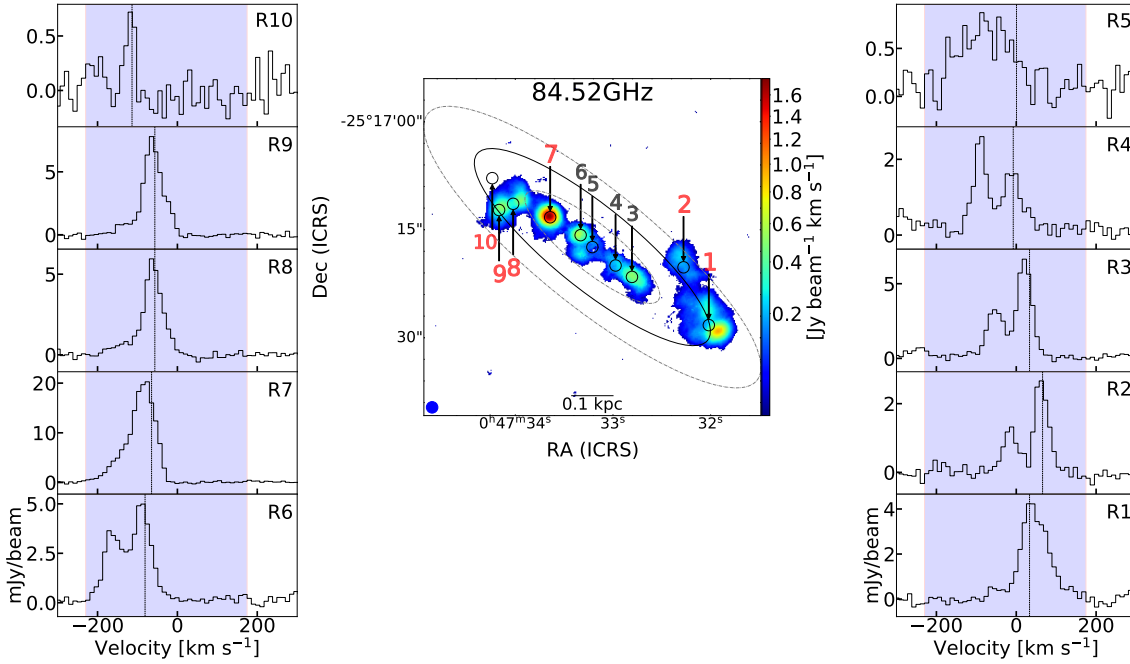 R10
0.5
0.0
R9
5
0
R8
5
0
R7
20
10
0
R6
5.0
2.5
0.0
mJy/beam
−200 0 200
Velocity [km s⁻¹]
84.52GHz
-25°17'00"
15"
30"
Dec (ICRS)
7
6
5
4
3
2
1
10
9
8
0.1 kpc
0ʰ47ᵐ34ˢ 33ˢ 32ˢ
RA (ICRS)
1.6
1.4
1.2
1.0
0.8
0.6
0.4
0.2
[Jy beam⁻¹ km s⁻¹]
R5
0.5
0.0
R4
2
0
R3
5
0
R2
2
0
R1
4
2
0
mJy/beam
−200 0 200
Velocity [km s⁻¹]